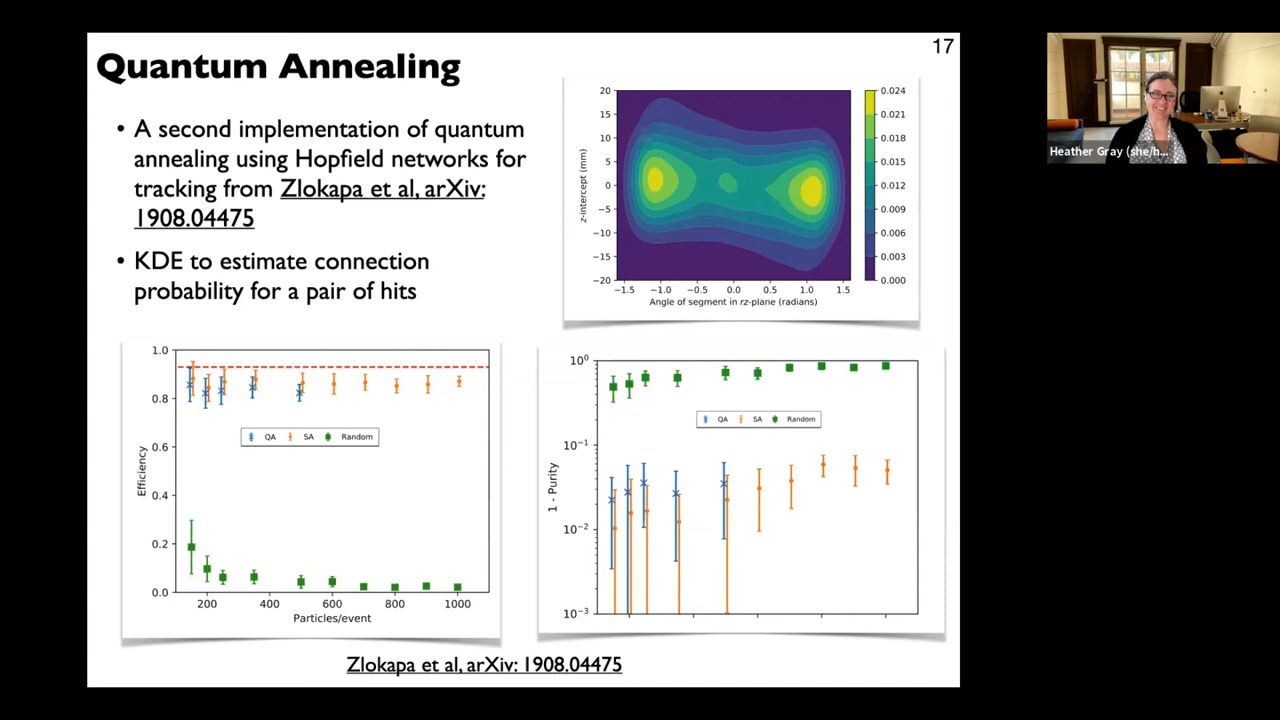 17
Quantum Annealing
• A second implementation of quantum
annealing using Hopfield networks for
tracking from Zlokapa et al, arXiv:
1908.04475
• KDE to estimate connection
probability for a pair of hits
20
15
10
5
0
−5
−10
−15
−20
z-intercept (mm)
−1.5 −1.0 −0.5 0.0 0.5 1.0 1.5
Angle of segment in rz-plane (radians)
0.024
0.021
0.018
0.015
0.012
0.009
0.006
0.003
0.000
Heather Gray (she/h...
1.0
0.8
0.6
0.4
0.2
0.0
Efficiency
QA SA Random
200 400 600 800 1000
Particles/event
10⁰
10⁻¹
10⁻²
10⁻³
1 - Purity
QA SA Random
Zlokapa et al, arXiv: 1908.04475